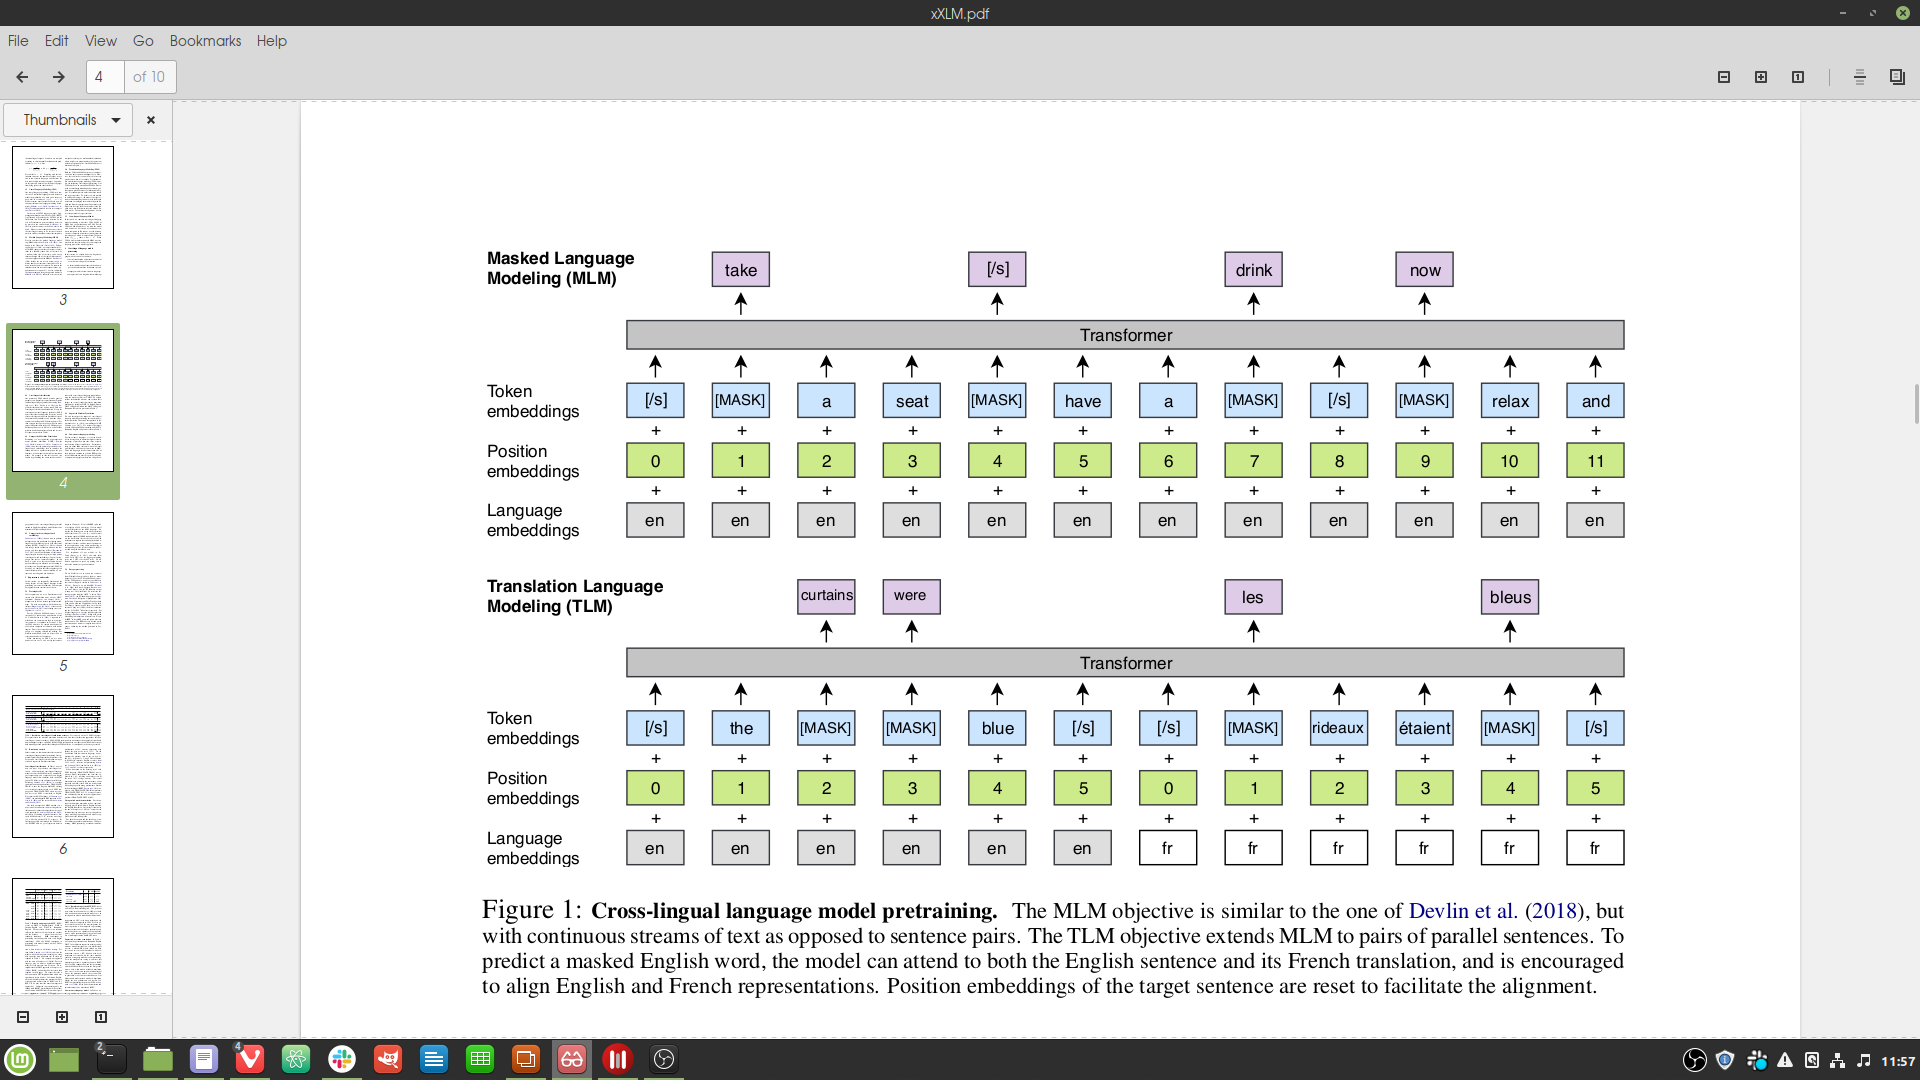 xXLM.pdf
File Edit View Go Bookmarks Help
4 of 10
Thumbnails
3
4
5
6
Masked Language
Modeling (MLM)
take [/s] drink now
Transformer
Token
embeddings
[/s] [MASK] a seat [MASK] have a [MASK] [/s] [MASK] relax and
+ + + + + + + + + + + +
Position
embeddings
0 1 2 3 4 5 6 7 8 9 10 11
+ + + + + + + + + + + +
Language
embeddings
en en en en en en en en en en en en
Translation Language
Modeling (TLM)
curtains were les bleus
Transformer
Token
embeddings
[/s] the [MASK] [MASK] blue [/s] [/s] [MASK] rideaux étaient [MASK] [/s]
+ + + + + + + + + + + +
Position
embeddings
0 1 2 3 4 5 0 1 2 3 4 5
+ + + + + + + + + + + +
Language
embeddings
en en en en en en fr fr fr fr fr fr
Figure 1: Cross-lingual language model pretraining. The MLM objective is similar to the one of Devlin et al. (2018), but
with continuous streams of text as opposed to sentence pairs. The TLM objective extends MLM to pairs of parallel sentences. To
predict a masked English word, the model can attend to both the English sentence and its French translation, and is encouraged
to align English and French representations. Position embeddings of the target sentence are reset to facilitate the alignment.
2 4 11:57